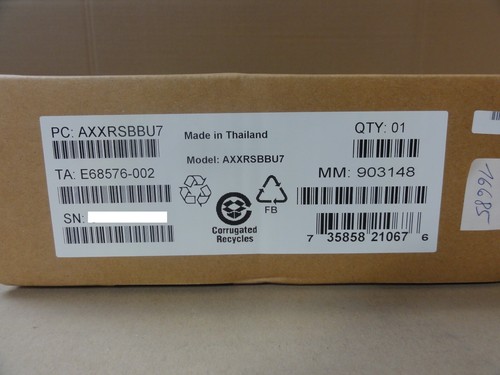 PC: AXXRSBBU7
Made in Thailand
QTY: 01
Model: AXXRSBBU7
TA: E68576-002
MM: 903148
FB
SN:
Corrugated
Recycles
7 35858 21067 6
16685